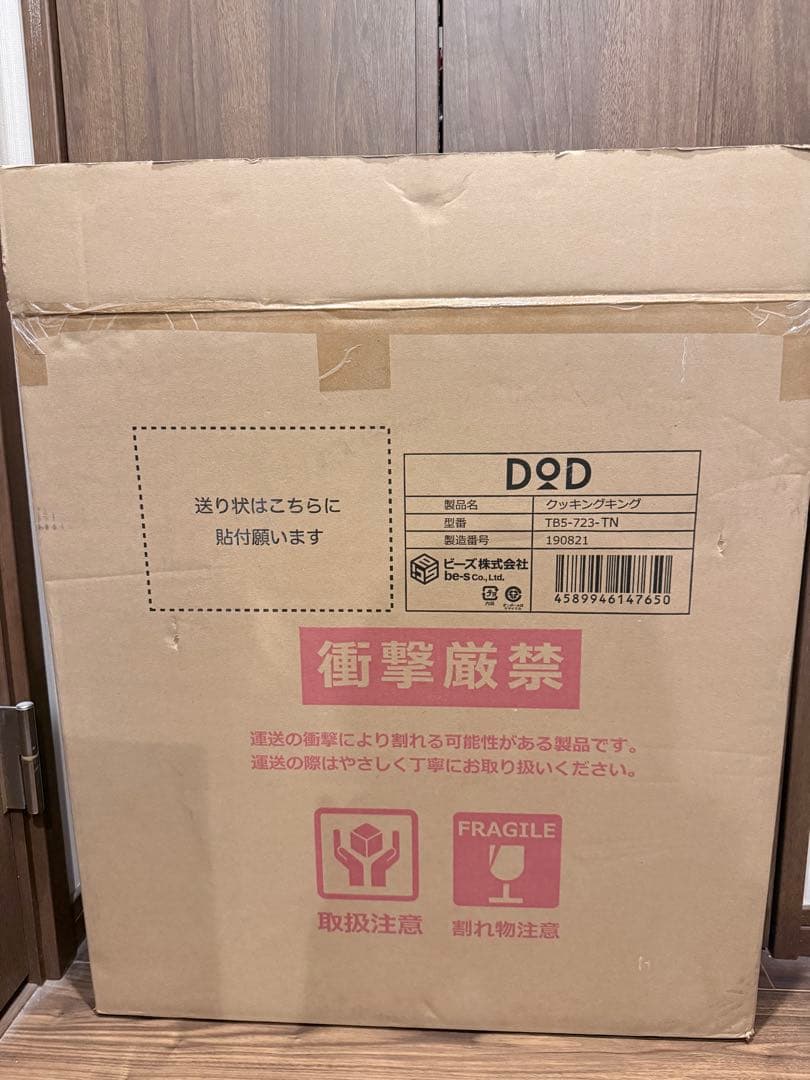 送り状はこちらに
貼付願います
DOD
製品名 クッキングキング
型番 TB5-723-TN
製造番号 190821
ビーズ株式会社
be-s Co., Ltd.
4589946147650
衝撃厳禁
運送の衝撃により割れる可能性がある製品です。
運送の際はやさしく丁寧にお取り扱いください。
取扱注意
FRAGILE
割れ物注意